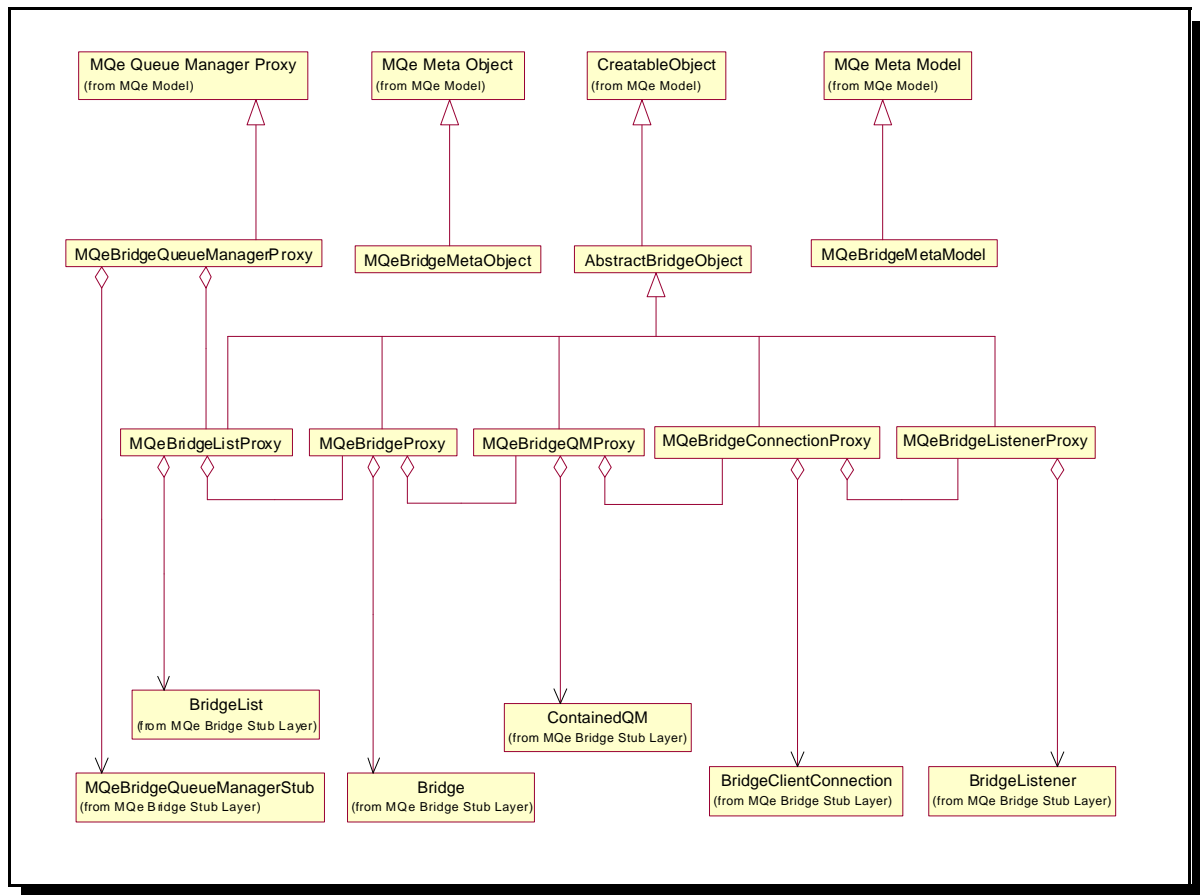 MQe Queue Manager Proxy
(from MQe Model)
MQe Meta Object
(from MQe Model)
CreatableObject
(from MQe Model)
MQe Meta Model
(from MQe Model)
MQeBridgeQueueManagerProxy
MQeBridgeMetaObject
AbstractBridgeObject
MQeBridgeMetaModel
MQeBridgeListProxy
MQeBridgeProxy
MQeBridgeQMProxy
MQeBridgeConnectionProxy
MQeBridgeListenerProxy
BridgeList
(from MQe Bridge Stub Layer)
ContainedQM
(from MQe Bridge Stub Layer)
MQeBridgeQueueManagerStub
(from MQe Bridge Stub Layer)
Bridge
(from MQe Bridge Stub Layer)
BridgeClientConnection
(from MQe Bridge Stub Layer)
BridgeListener
(from MQe Bridge Stub Layer)